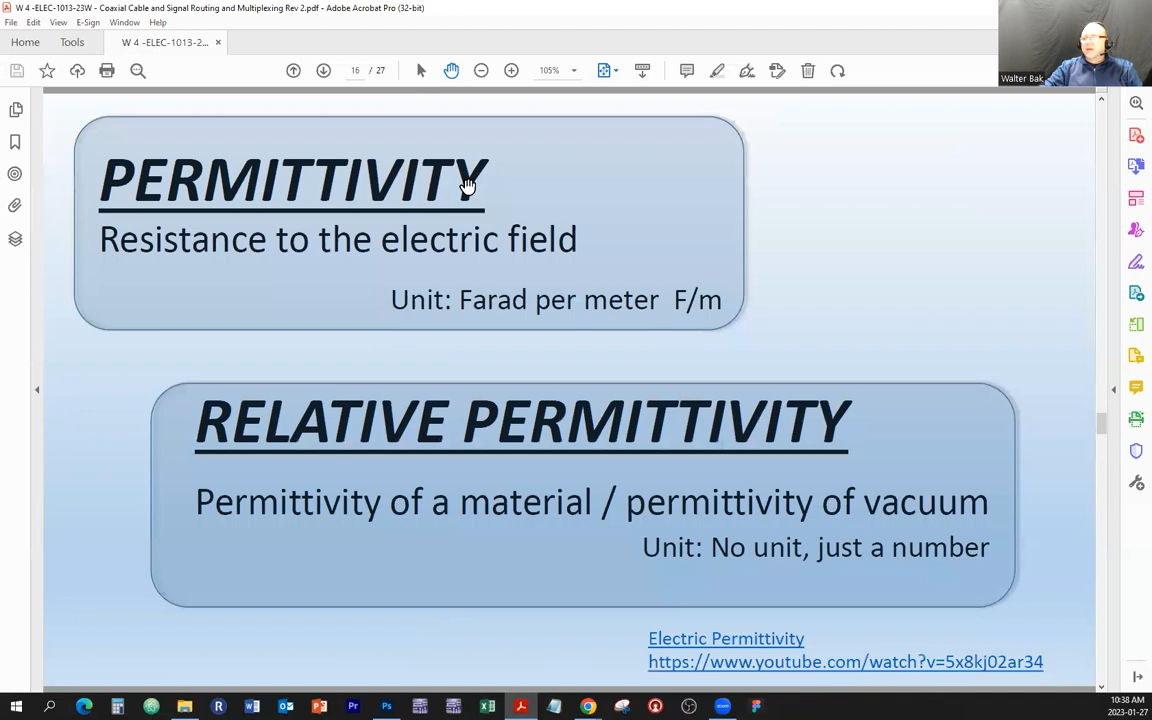 W 4 -ELEC-1013-23W - Coaxial Cable and Signal Routing and Multiplexing Rev 2.pdf - Adobe Acrobat Pro (32-bit)
File Edit View E-Sign Window Help
Home Tools W 4 -ELEC-1013-2... ×
16 / 27 105%
Walter Bak
PERMITTIVITY
Resistance to the electric field
Unit: Farad per meter F/m
RELATIVE PERMITTIVITY
Permittivity of a material / permittivity of vacuum
Unit: No unit, just a number
Electric Permittivity
https://www.youtube.com/watch?v=5x8kj02ar34
10:38 AM
2023-01-27